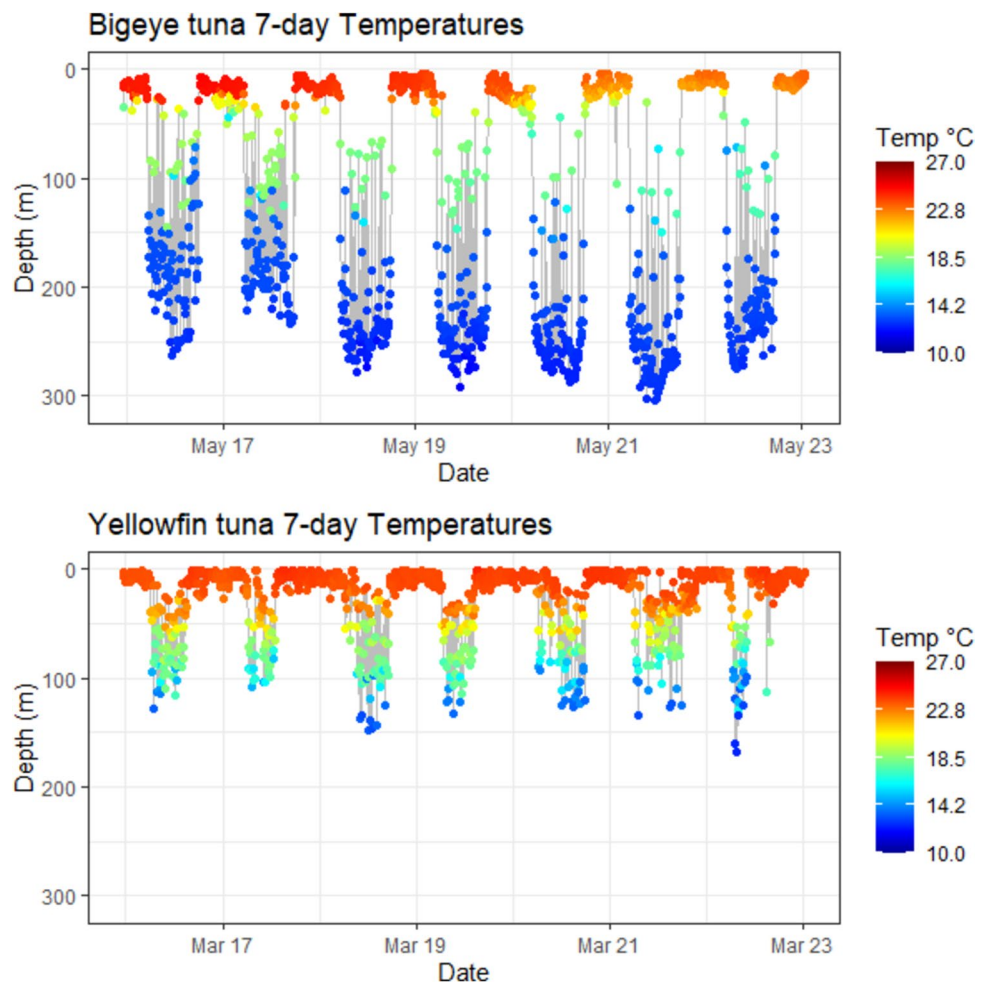 Bigeye tuna 7-day Temperatures
0
100
200
300
Depth (m)
May 17
May 19
May 21
May 23
Date
Temp °C
27.0
22.8
18.5
14.2
10.0
Yellowfin tuna 7-day Temperatures
0
100
200
300
Depth (m)
Mar 17
Mar 19
Mar 21
Mar 23
Date
Temp °C
27.0
22.8
18.5
14.2
10.0